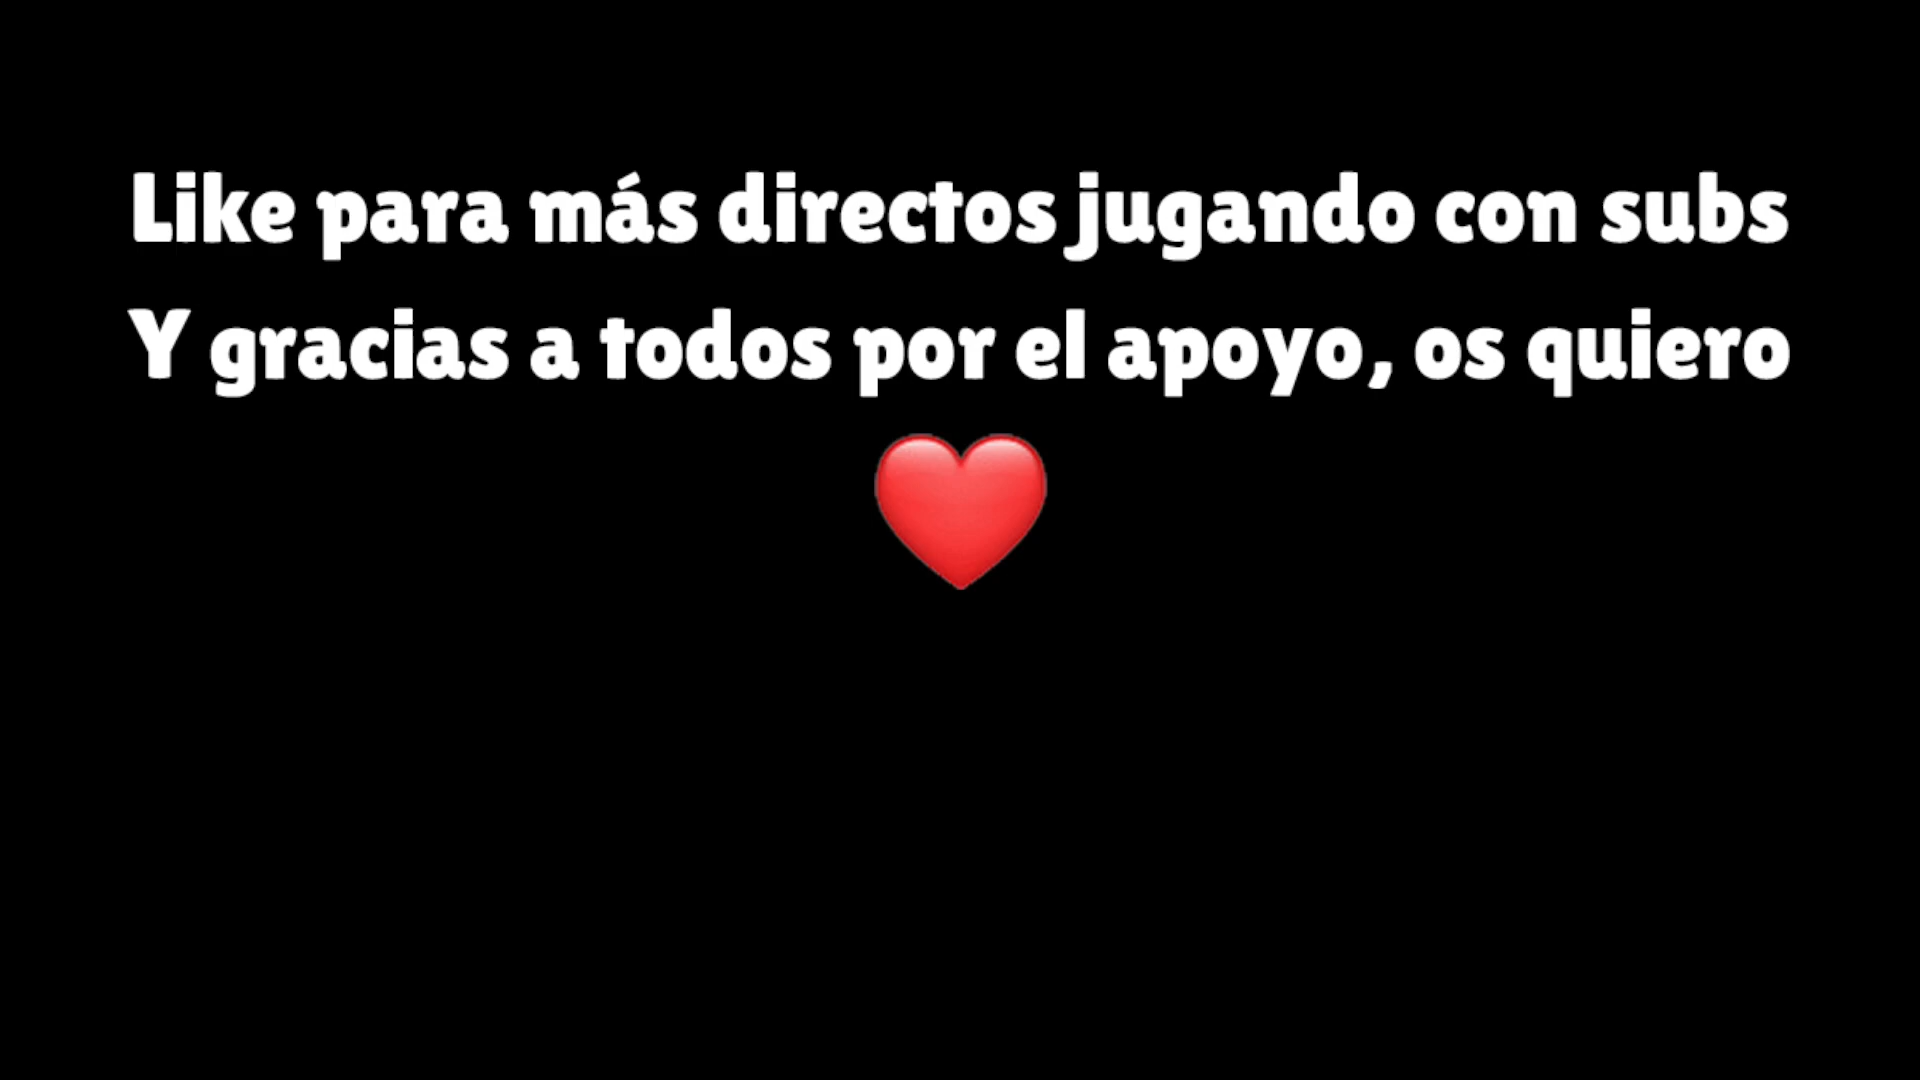 Like para más directos jugando con subs
Y gracias a todos por el apoyo, os quiero
❤️